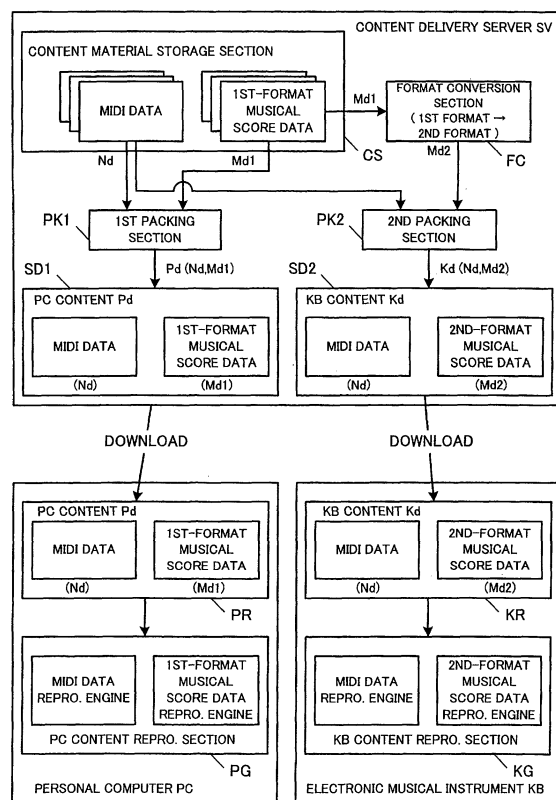 CONTENT DELIVERY SERVER SV
CONTENT MATERIAL STORAGE SECTION
MIDI DATA
1ST-FORMAT
MUSICAL
SCORE DATA
Md1
FORMAT CONVERSION
SECTION
( 1ST FORMAT →
2ND FORMAT )
CS
FC
Nd
Md1
Md2
PK1
1ST PACKING
SECTION
PK2
2ND PACKING
SECTION
SD1
Pd (Nd,Md1)
SD2
Kd (Nd,Md2)
PC CONTENT Pd
MIDI DATA
(Nd)
1ST-FORMAT
MUSICAL
SCORE DATA
(Md1)
KB CONTENT Kd
MIDI DATA
(Nd)
2ND-FORMAT
MUSICAL
SCORE DATA
(Md2)
DOWNLOAD
DOWNLOAD
PC CONTENT Pd
MIDI DATA
(Nd)
1ST-FORMAT
MUSICAL
SCORE DATA
(Md1)
PR
KB CONTENT Kd
MIDI DATA
(Nd)
2ND-FORMAT
MUSICAL
SCORE DATA
(Md2)
KR
MIDI DATA
REPRO. ENGINE
1ST-FORMAT
MUSICAL
SCORE DATA
REPRO. ENGINE
PC CONTENT REPRO. SECTION
PG
PERSONAL COMPUTER PC
MIDI DATA
REPRO. ENGINE
2ND-FORMAT
MUSICAL
SCORE DATA
REPRO. ENGINE
KB CONTENT REPRO. SECTION
KG
ELECTRONIC MUSICAL INSTRUMENT KB